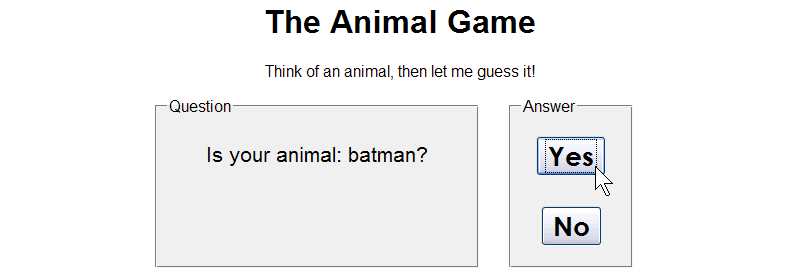 The Animal Game
Think of an animal, then let me guess it!
Question
Is your animal: batman?
Answer
Yes
No